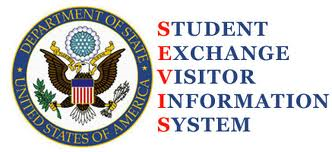 DEPARTMENT OF STATE
UNITED STATES OF AMERICA
STUDENT
EXCHANGE
VISITOR
INFORMATION
SYSTEM